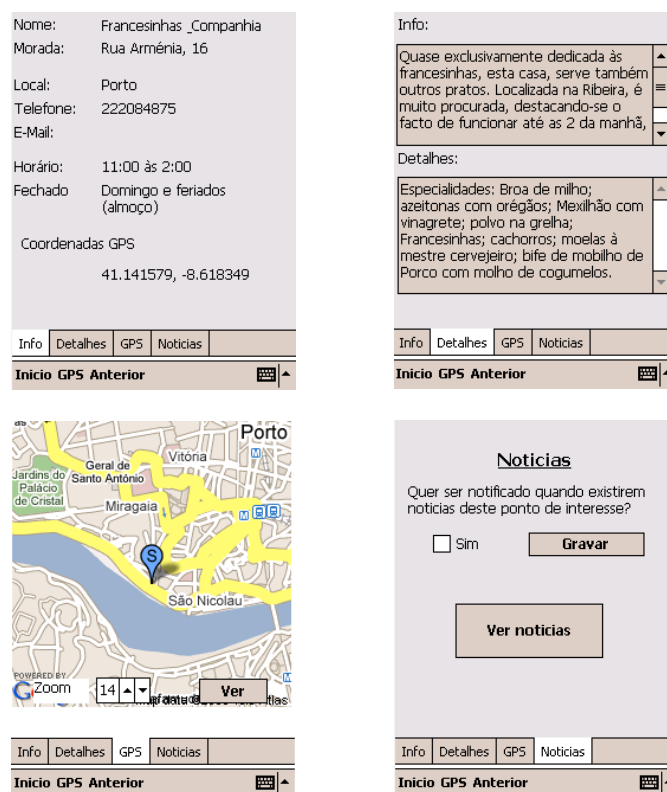 Nome: Francesinhas _Companhia
Morada: Rua Arménia, 16
Local: Porto
Telefone: 222084875
E-Mail:
Horário: 11:00 às 2:00
Fechado Domingo e feriados
(almoço)
Coordenadas GPS
41.141579, -8.618349
Info Detalhes GPS Noticias
Inicio GPS Anterior
Info:
Quase exclusivamente dedicada às
francesinhas, esta casa, serve também
outros pratos. Localizada na Ribeira, é
muito procurada, destacando-se o
facto de funcionar até as 2 da manhã,
Detalhes:
Especialidades: Broa de milho;
azeitonas com orégãos; Mexilhão com
vinagrete; polvo na grelha;
Francesinhas; cachorros; moelas à
mestre cervejeiro; bife de mobilho de
Porco com molho de cogumelos.
Info Detalhes GPS Noticias
Inicio GPS Anterior
Porto
Vitória
Geral de
Santo António
Jardins do
Palácio
de Cristal
Miragaia
São Nicolau
POWERED BY
Zoom 14 Ver
Map data
Info Detalhes GPS Noticias
Inicio GPS Anterior
Noticias
Quer ser notificado quando existirem
noticias deste ponto de interesse?
Sim Gravar
Ver noticias
Info Detalhes GPS Noticias
Inicio GPS Anterior